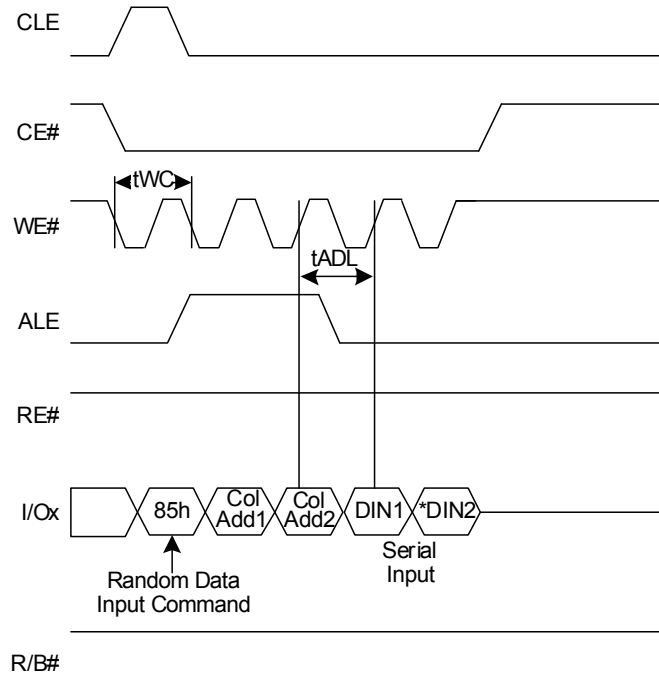 CLE
CE#
tWC
WE#
tADL
ALE
RE#
I/Ox
85h
Col
Add1
Col
Add2
DIN1
*DIN2
Serial
Input
Random Data
Input Command
R/B#